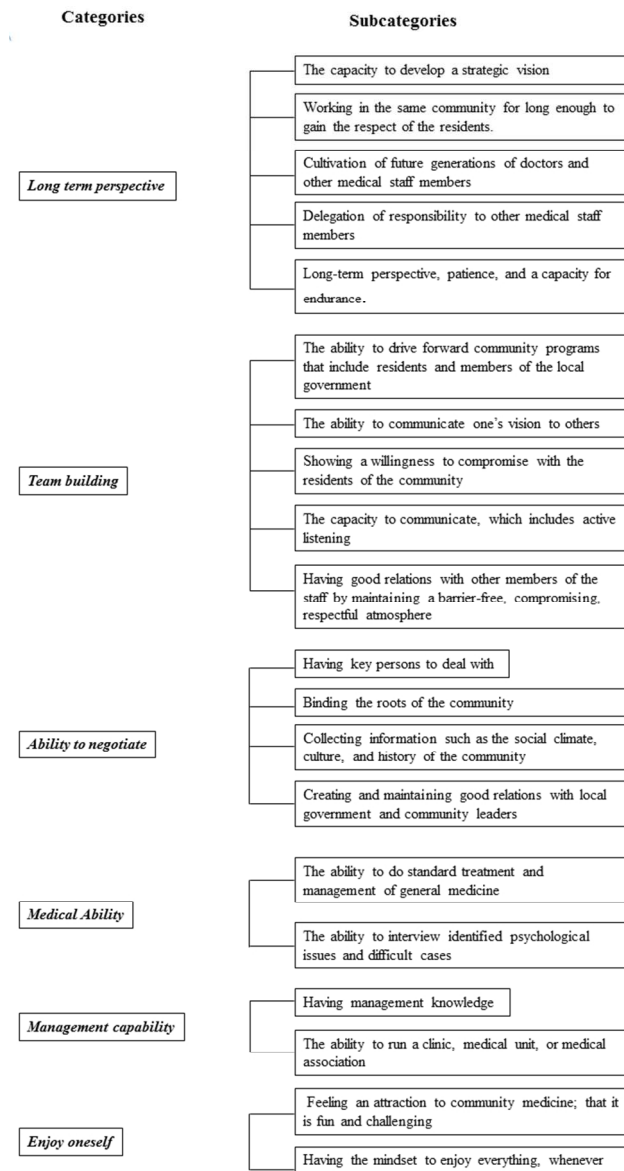 Categories
Subcategories
Long term perspective
The capacity to develop a strategic vision
Working in the same community for long enough to
gain the respect of the residents.
Cultivation of future generations of doctors and
other medical staff members
Delegation of responsibility to other medical staff
members
Long-term perspective, patience, and a capacity for
endurance.
Team building
The ability to drive forward community programs
that include residents and members of the local
government
The ability to communicate one's vision to others
Showing a willingness to compromise with the
residents of the community
The capacity to communicate, which includes active
listening
Having good relations with other members of the
staff by maintaining a barrier-free, compromising,
respectful atmosphere
Ability to negotiate
Having key persons to deal with
Binding the roots of the community
Collecting information such as the social climate,
culture, and history of the community
Creating and maintaining good relations with local
government and community leaders
Medical Ability
The ability to do standard treatment and
management of general medicine
The ability to interview identified psychological
issues and difficult cases
Management capability
Having management knowledge
The ability to run a clinic, medical unit, or medical
association
Enjoy oneself
Feeling an attraction to community medicine; that it
is fun and challenging
Having the mindset to enjoy everything, whenever